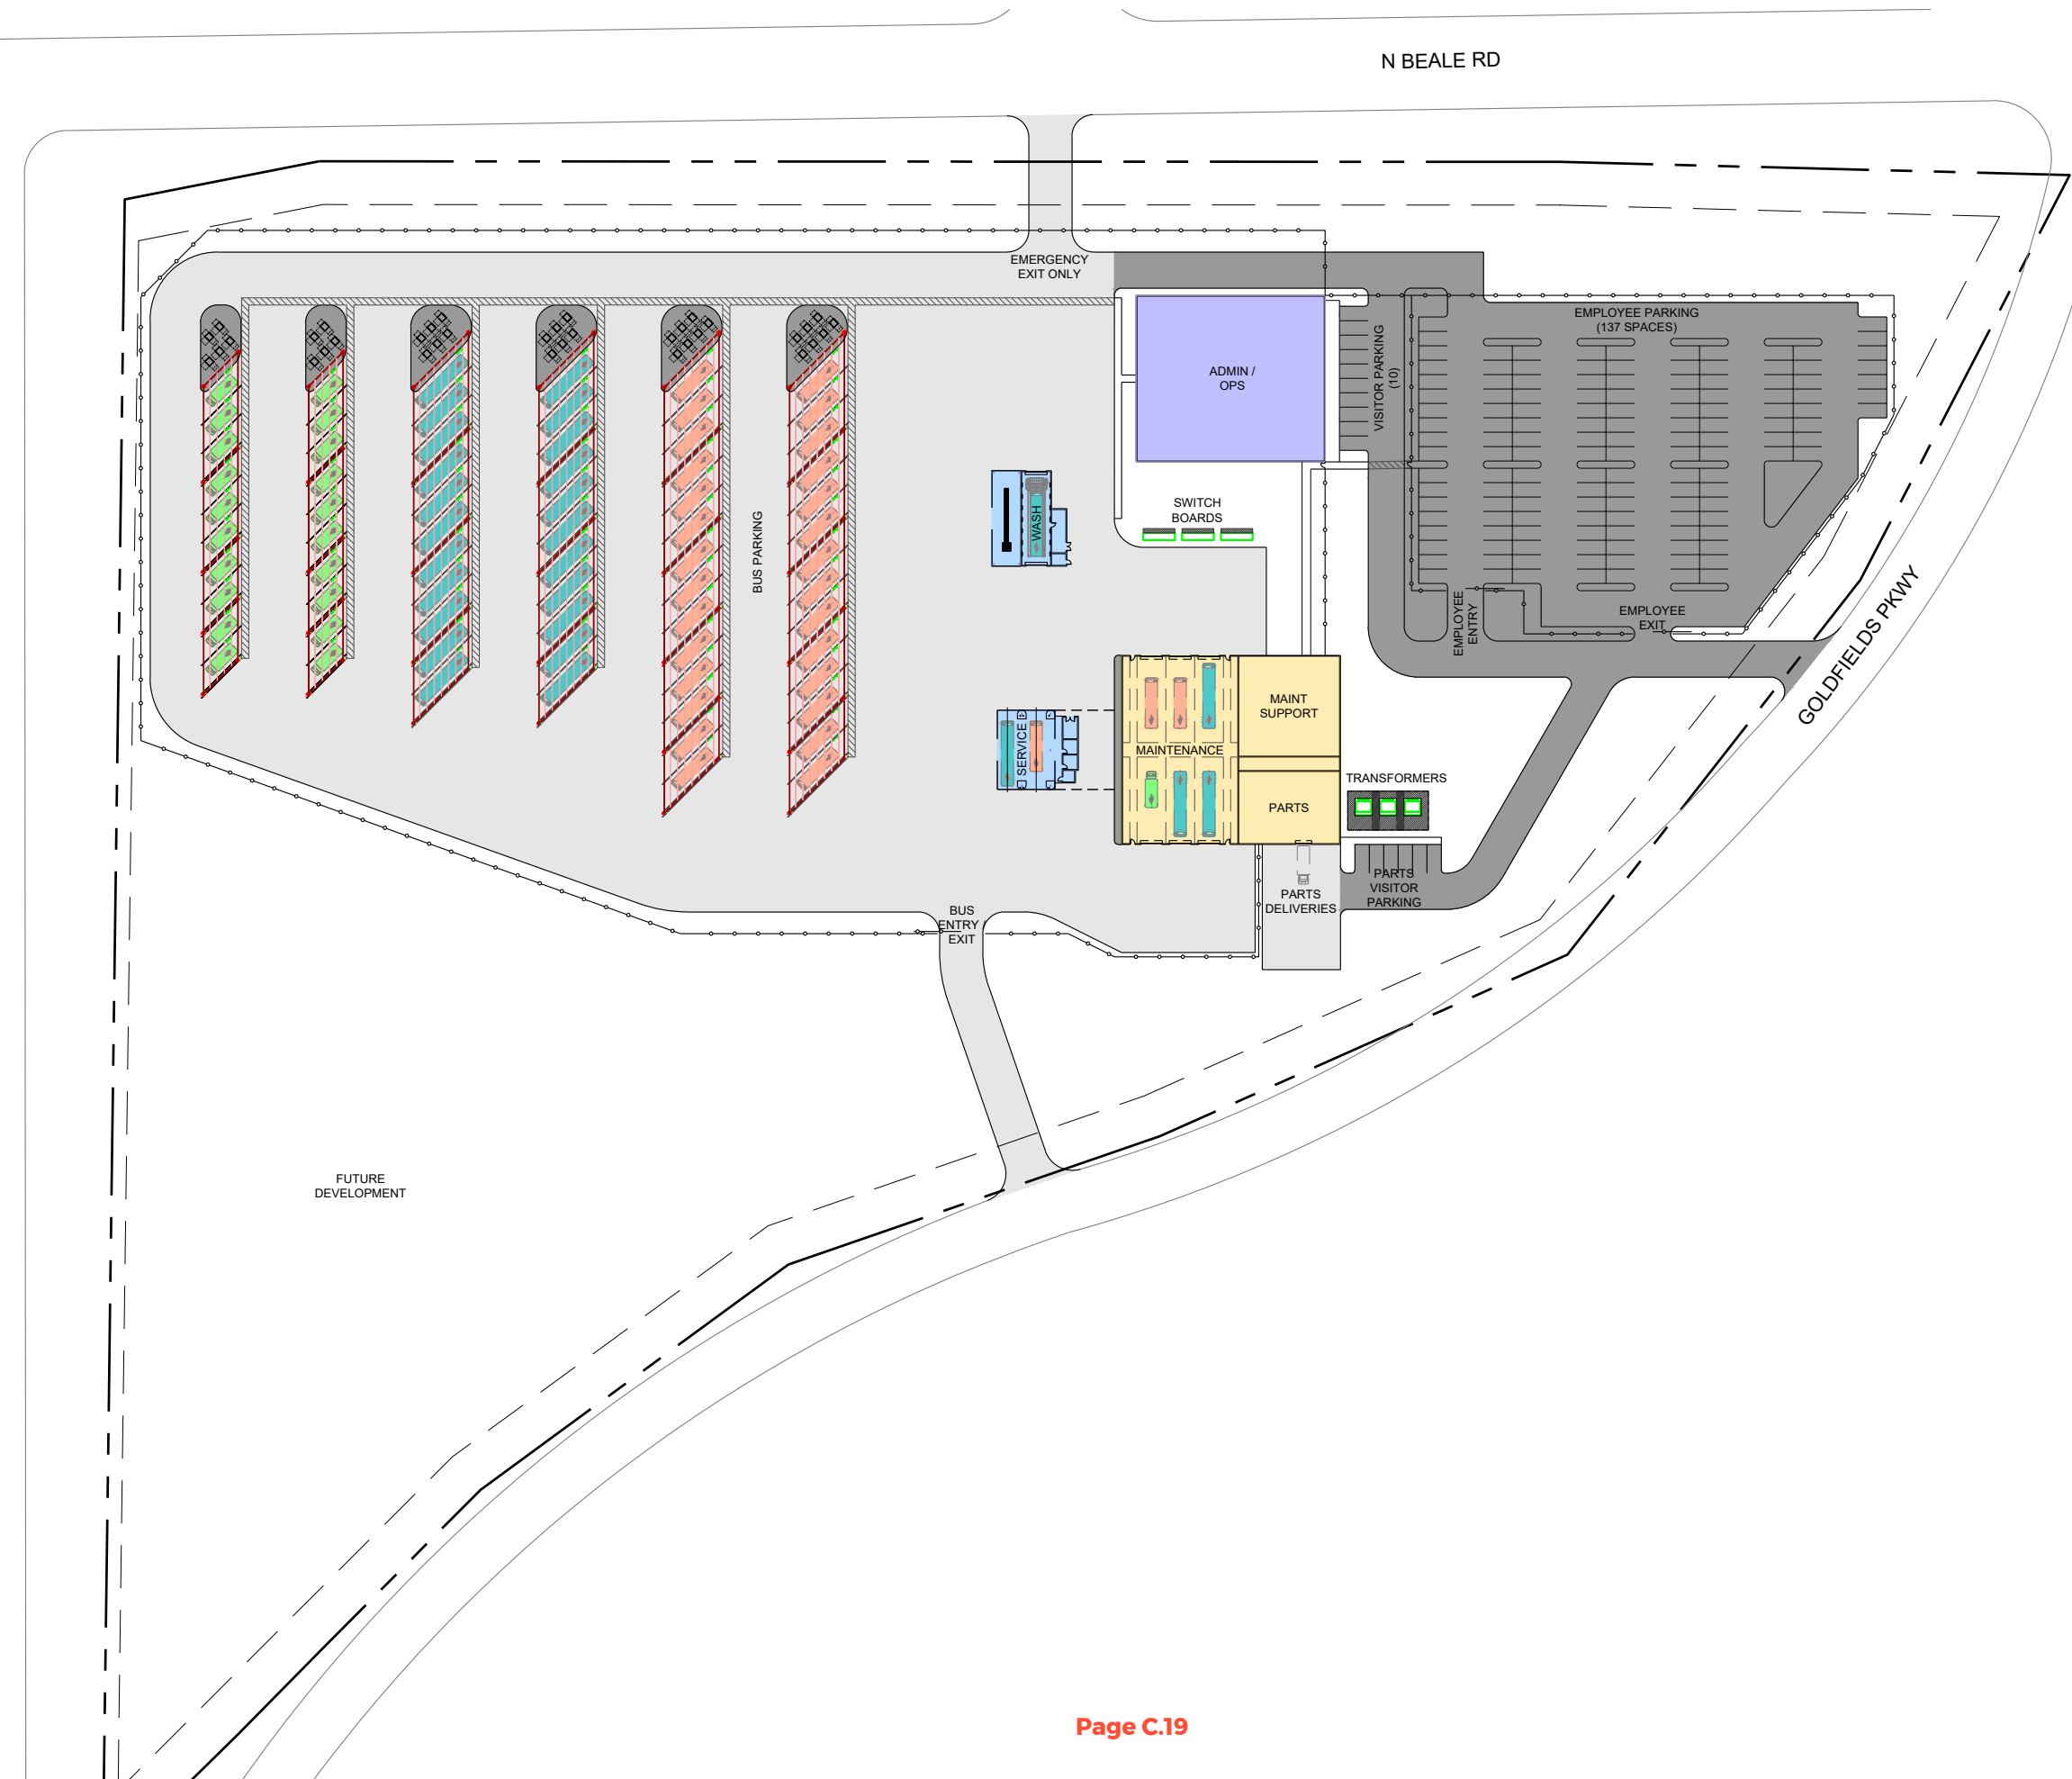 N BEALE RD
EMERGENCY
EXIT ONLY
EMPLOYEE PARKING
(137 SPACES)
ADMIN /
OPS
VISITOR PARKING
(10)
SWITCH
BOARDS
WASH
BUS PARKING
GOLDFIELDS PKWY
EMPLOYEE
ENTRY
EMPLOYEE
EXIT
MAINT
SUPPORT
SERVICE
MAINTENANCE
TRANSFORMERS
PARTS
PARTS
VISITOR
PARKING
PARTS
DELIVERIES
BUS
ENTRY
EXIT
FUTURE
DEVELOPMENT
Page C.19